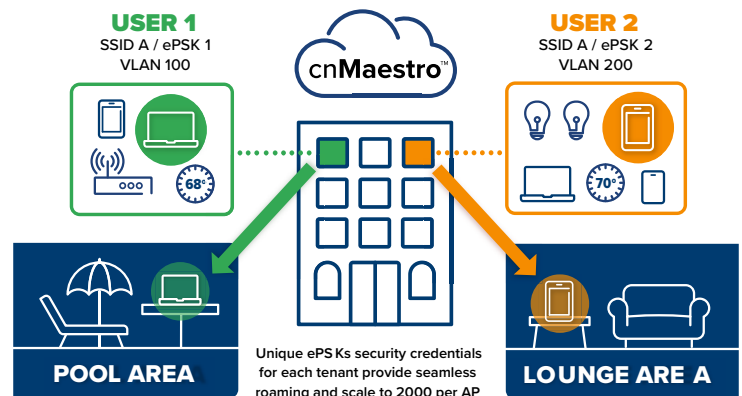 USER 1
SSID A / ePSK 1
VLAN 100
68°
cnMaestro™
USER 2
SSID A / ePSK 2
VLAN 200
70°
POOL AREA
Unique ePS Ks security credentials
for each tenant provide seamless
roaming and scale to 2000 per AP
LOUNGE ARE A